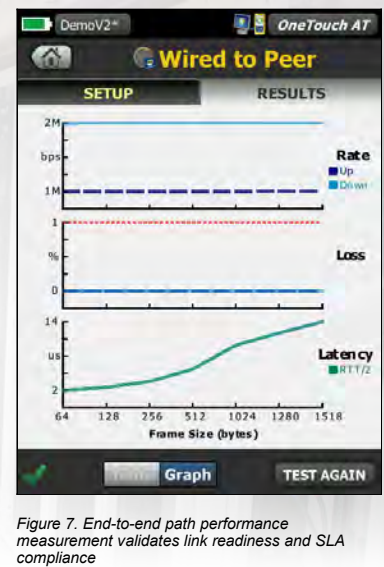 DemoV2*
OneTouch AT
Wired to Peer
SETUP
RESULTS
2M
bps
1M
Rate
Up
Down
1
%
0
Loss
14
us
2
Latency
RTT/2
64 128 256 512 1024 1280 1518
Frame Size (bytes)
Graph
TEST AGAIN
Figure 7. End-to-end path performance
measurement validates link readiness and SLA
compliance